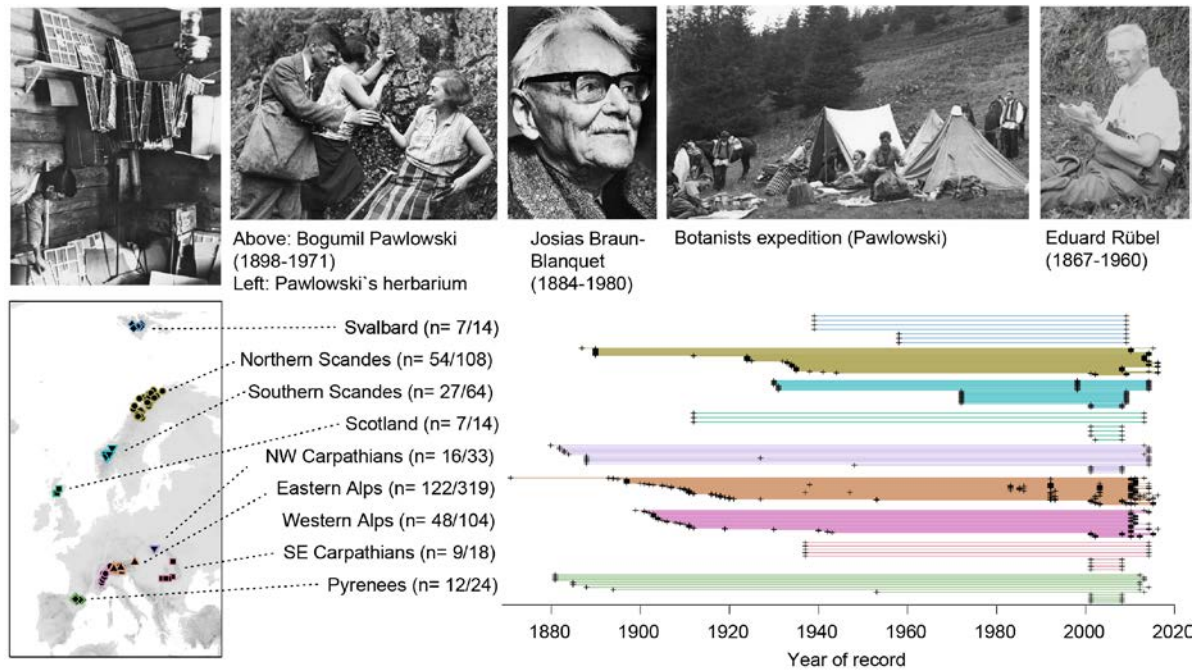 Above: Bogumil Pawlowski
(1898-1971)
Left: Pawlowski`s herbarium
Josias Braun-
Blanquet
(1884-1980)
Botanists expedition (Pawlowski)
Eduard Rübel
(1867-1960)
Svalbard (n= 7/14)
Northern Scandes (n= 54/108)
Southern Scandes (n= 27/64)
Scotland (n= 7/14)
NW Carpathians (n= 16/33)
Eastern Alps (n= 122/319)
Western Alps (n= 48/104)
SE Carpathians (n= 9/18)
Pyrenees (n= 12/24)
1880 1900 1920 1940 1960 1980 2000 2020
Year of record